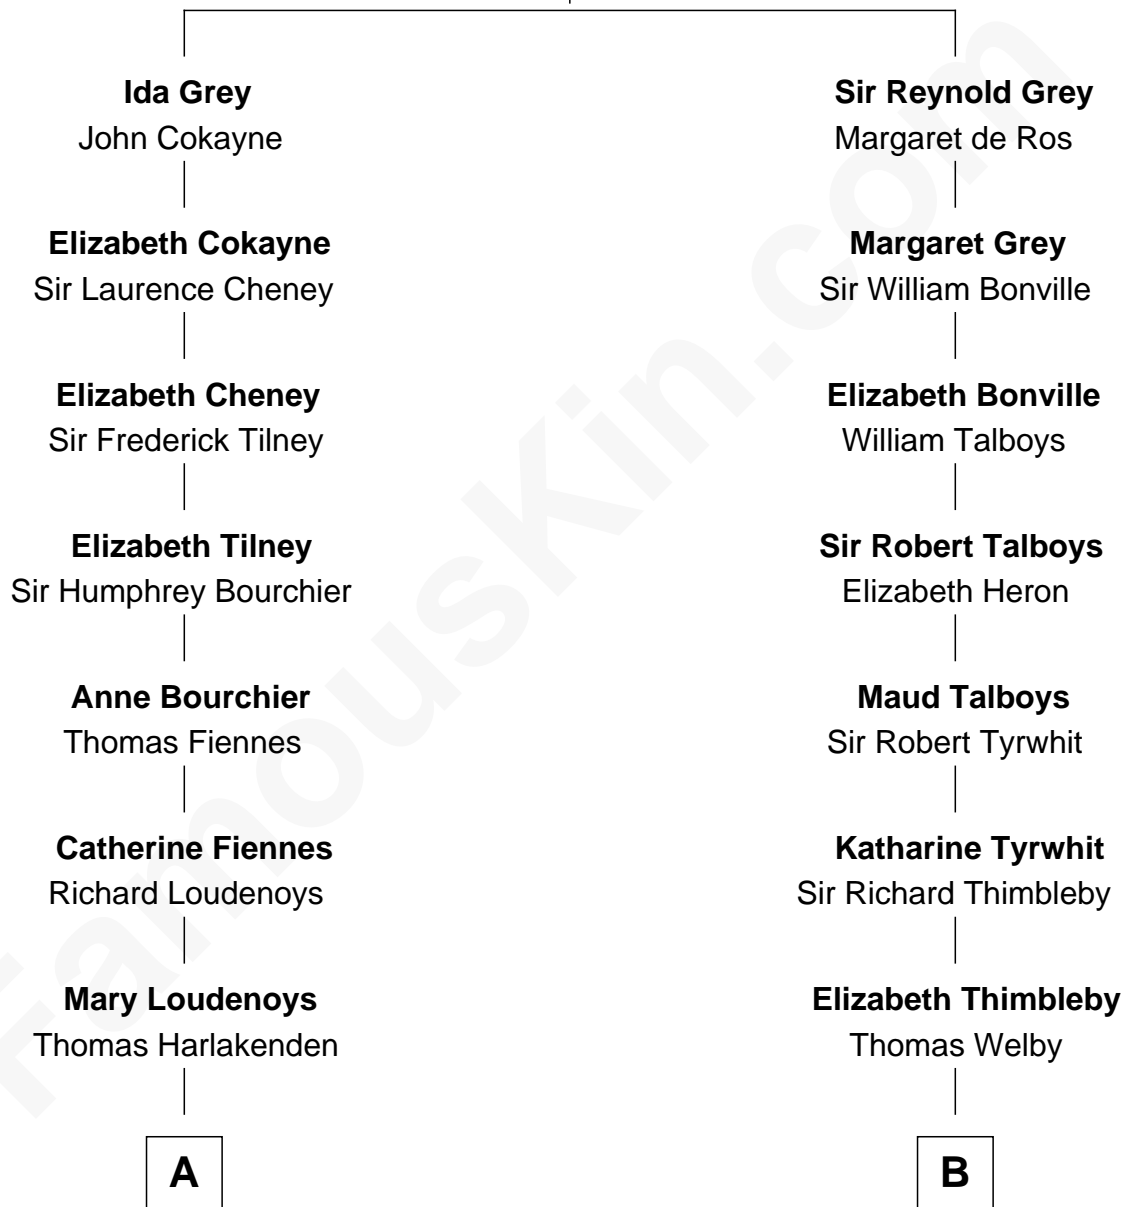 Ida Grey
John Cokayne
Sir Reynold Grey
Margaret de Ros
Elizabeth Cokayne
Sir Laurence Cheney
Margaret Grey
Sir William Bonville
Elizabeth Cheney
Sir Frederick Tilney
Elizabeth Bonville
William Talboys
Elizabeth Tilney
Sir Humphrey Bourchier
Sir Robert Talboys
Elizabeth Heron
Anne Bourchier
Thomas Fiennes
Maud Talboys
Sir Robert Tyrwhit
Catherine Fiennes
Richard Loudenoys
Katharine Tyrwhit
Sir Richard Thimbleby
Mary Loudenoys
Thomas Harlakenden
Elizabeth Thimbleby
Thomas Welby
A
B
FamousKin.com